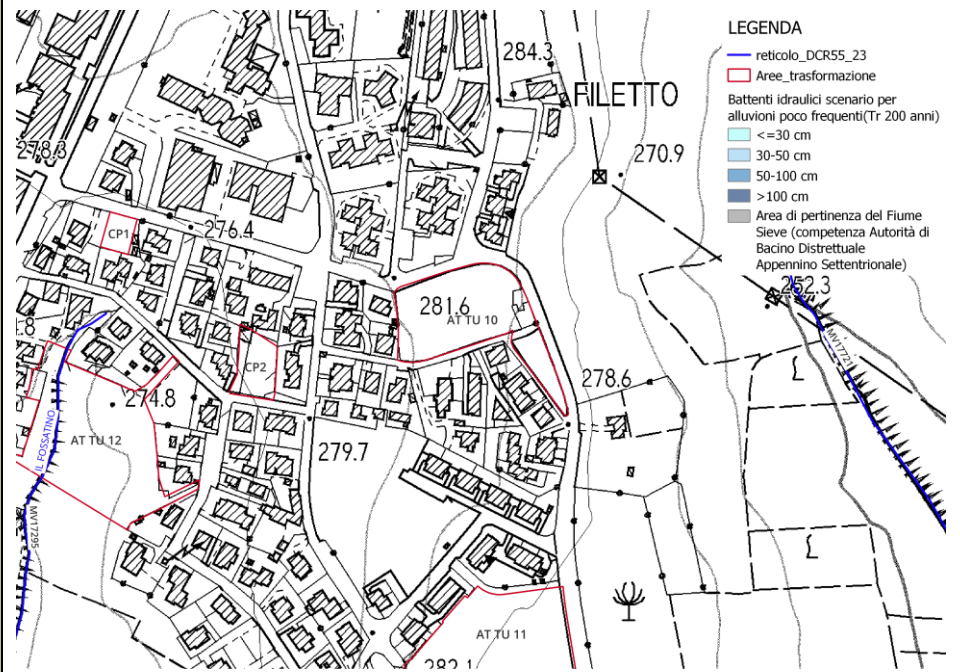 LEGENDA
reticolo_DCR55_23
Aree_trasformazione
Battenti idraulici scenario per
alluvioni poco frequenti(Tr 200 anni)
<=30 cm
30-50 cm
50-100 cm
>100 cm
Area di pertinenza del Fiume
Sieve (competenza Autorità di
Bacino Distrettuale
Appennino Settentrionale)
284.3
FILETTO
270.9
278.3
CP1
276.4
252.3
281.6
AT TU 10
MV17721
CP2
278.6
274.8
AT TU 12
IL FOSSATINO
279.7
MV17295
AT TU 11
282.1